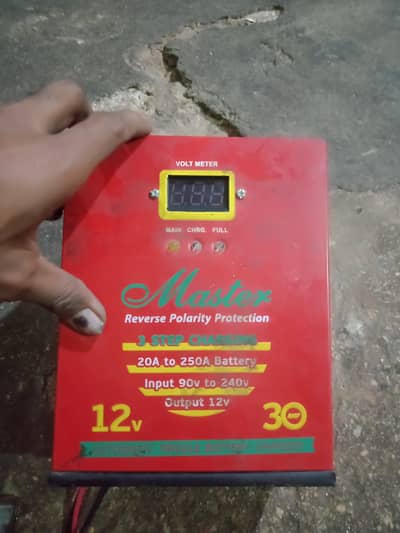 VOLT METER
MAIN CHRG. FULL
Master
Reverse Polarity Protection
3 STEP CHARGING
20A to 250A Battery
Input 90v to 240v
Output 12v
12v 30